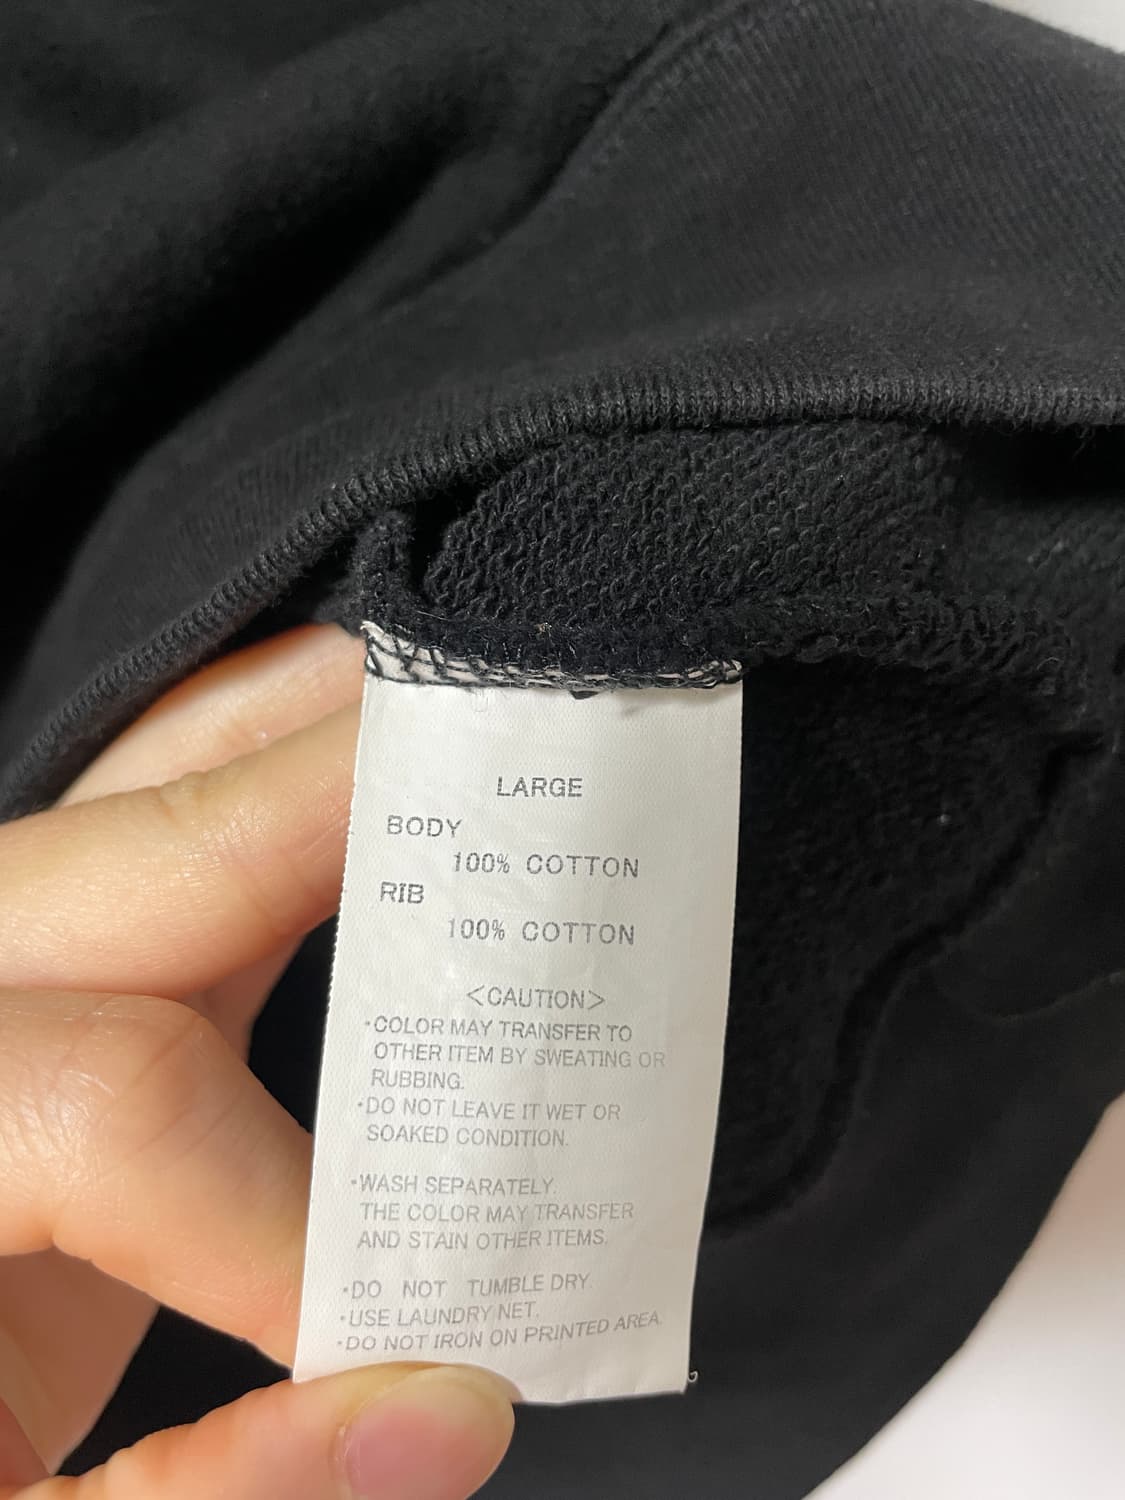 LARGE
BODY
100% COTTON
RIB
100% COTTON
<CAUTION>
·COLOR MAY TRANSFER TO
OTHER ITEM BY SWEATING OR
RUBBING.
·DO NOT LEAVE IT WET OR
SOAKED CONDITION.
·WASH SEPARATELY.
THE COLOR MAY TRANSFER
AND STAIN OTHER ITEMS.
·DO NOT TUMBLE DRY.
·USE LAUNDRY NET.
·DO NOT IRON ON PRINTED AREA.